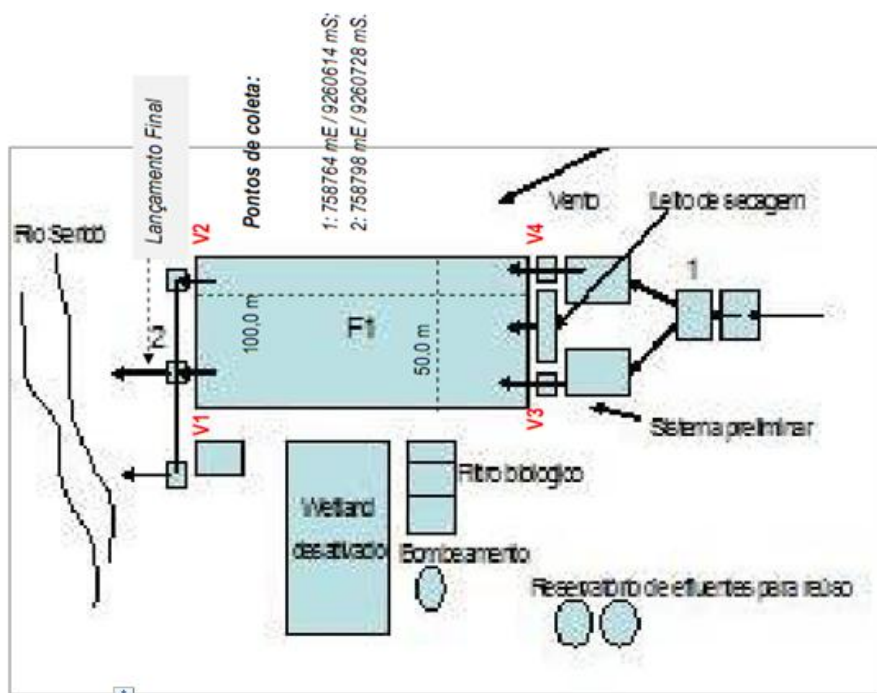 Lançamento Final
Pontos de coleta:
1: 758764 mE / 9260614 mS;
2: 758798 mE / 9260728 mS.
Rio Seridó
V2
V4
Vento
Leito de secagem
1
2
100,0 m
F1
50,0 m
V1
V3
Sistema preliminar
Filtro biologico
Wetland
desativado
Bombeamento
Reservatório de efluentes para reúso